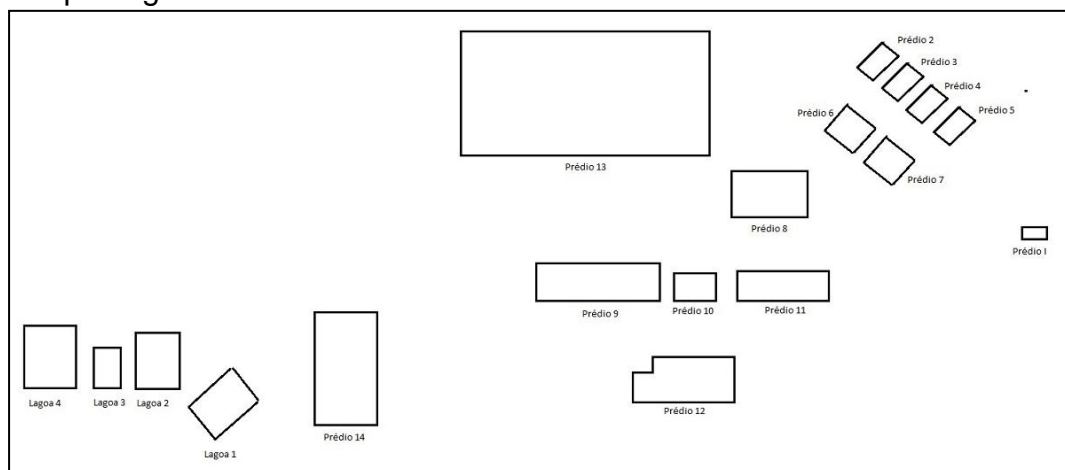 Prédio 2
Prédio 3
Prédio 4
Prédio 6
Prédio 5
Prédio 13
Prédio 7
Prédio 8
Prédio I
Prédio 9
Prédio 10
Prédio 11
Lagoa 4
Lagoa 3
Lagoa 2
Prédio 12
Prédio 14
Lagoa 1